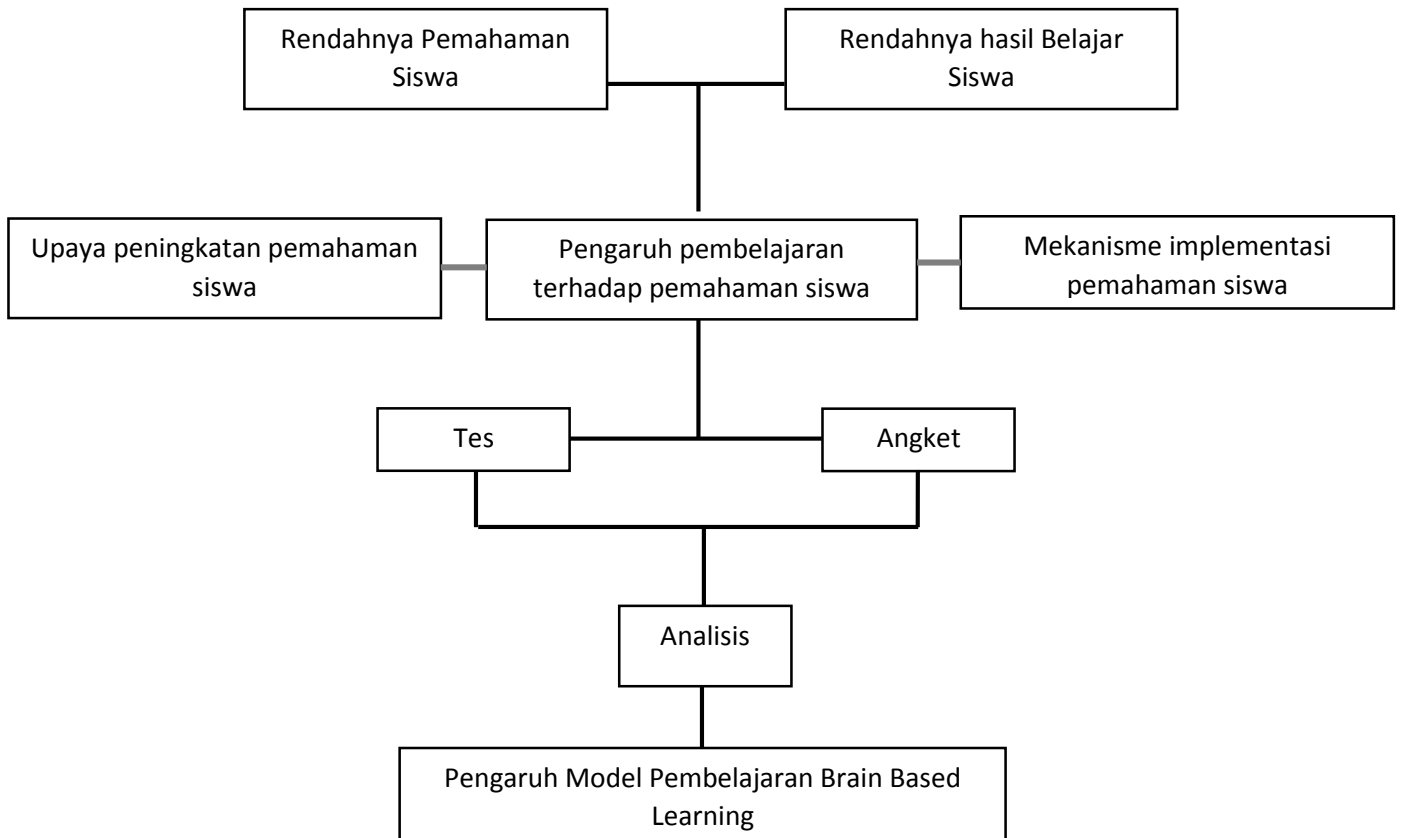 Rendahnya Pemahaman
Siswa
Rendahnya hasil Belajar
Siswa
Upaya peningkatan pemahaman
siswa
Pengaruh pembelajaran
terhadap pemahaman siswa
Mekanisme implementasi
pemahaman siswa
Tes
Angket
Analisis
Pengaruh Model Pembelajaran Brain Based
Learning